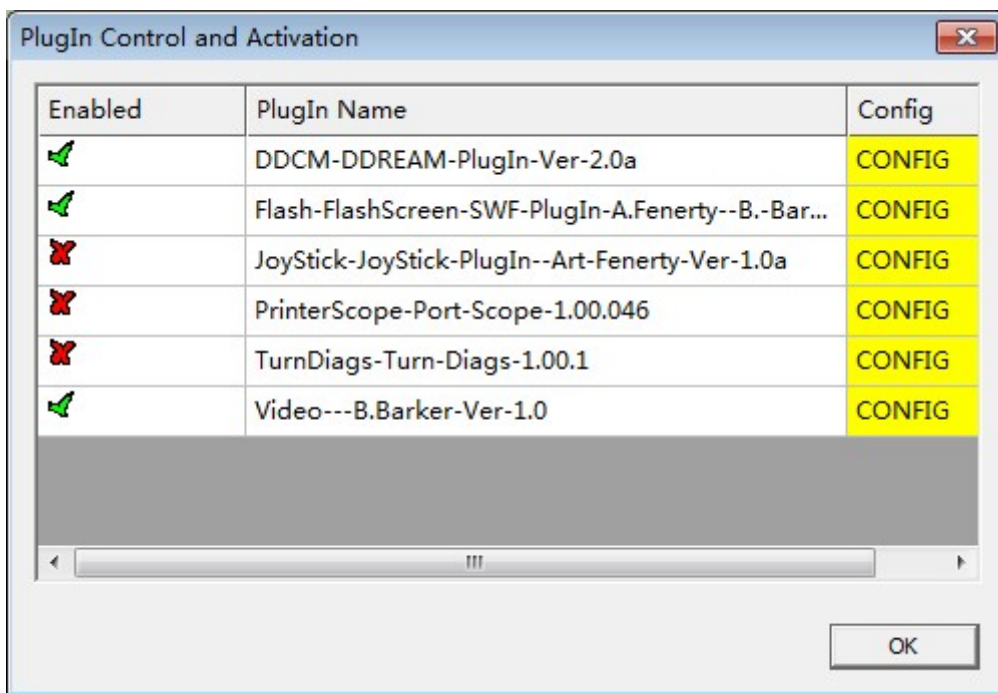 PlugIn Control and Activation
Enabled PlugIn Name Config
DDCM-DDREAM-PlugIn-Ver-2.0a CONFIG
Flash-FlashScreen-SWF-PlugIn-A.Fenerty--B.-Bar... CONFIG
JoyStick-JoyStick-PlugIn--Art-Fenerty-Ver-1.0a CONFIG
PrinterScope-Port-Scope-1.00.046 CONFIG
TurnDiags-Turn-Diags-1.00.1 CONFIG
Video---B.Barker-Ver-1.0 CONFIG
OK